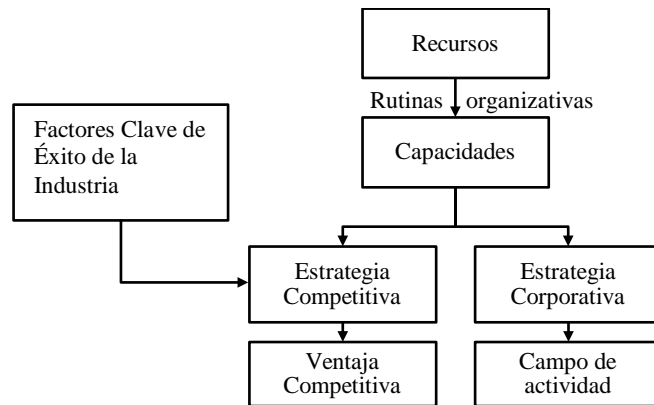 Recursos
Rutinas organizativas
Factores Clave de
Éxito de la
Industria
Capacidades
Estrategia
Competitiva
Estrategia
Corporativa
Ventaja
Competitiva
Campo de
actividad